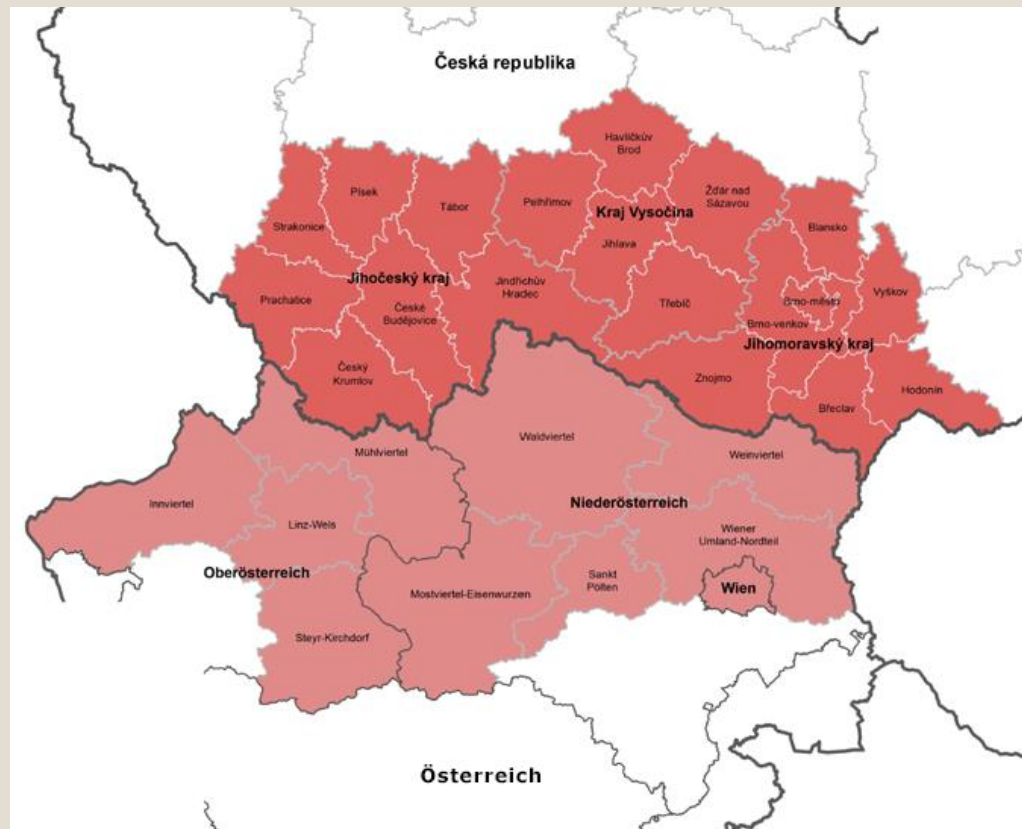 Česká republika
Havlíčkův
Brod
Písek
Žďár nad
Sázavou
Pelhřimov
Tábor
Kraj Vysočina
Strakonice
Blansko
Jihlava
Jihočeský kraj
Jindřichův
Hradec
Vyškov
Prachatice
Třebíč
Brno-město
České
Budějovice
Brno-venkov
Jihomoravský kraj
Český
Krumlov
Znojmo
Hodonín
Břeclav
Waldviertel
Mühlviertel
Weinviertel
Innviertel
Niederösterreich
Linz-Wels
Wiener
Umland-Nordteil
Oberösterreich
Sankt
Pölten
Wien
Mostviertel-Eisenwurzen
Steyr-Kirchdorf
Österreich